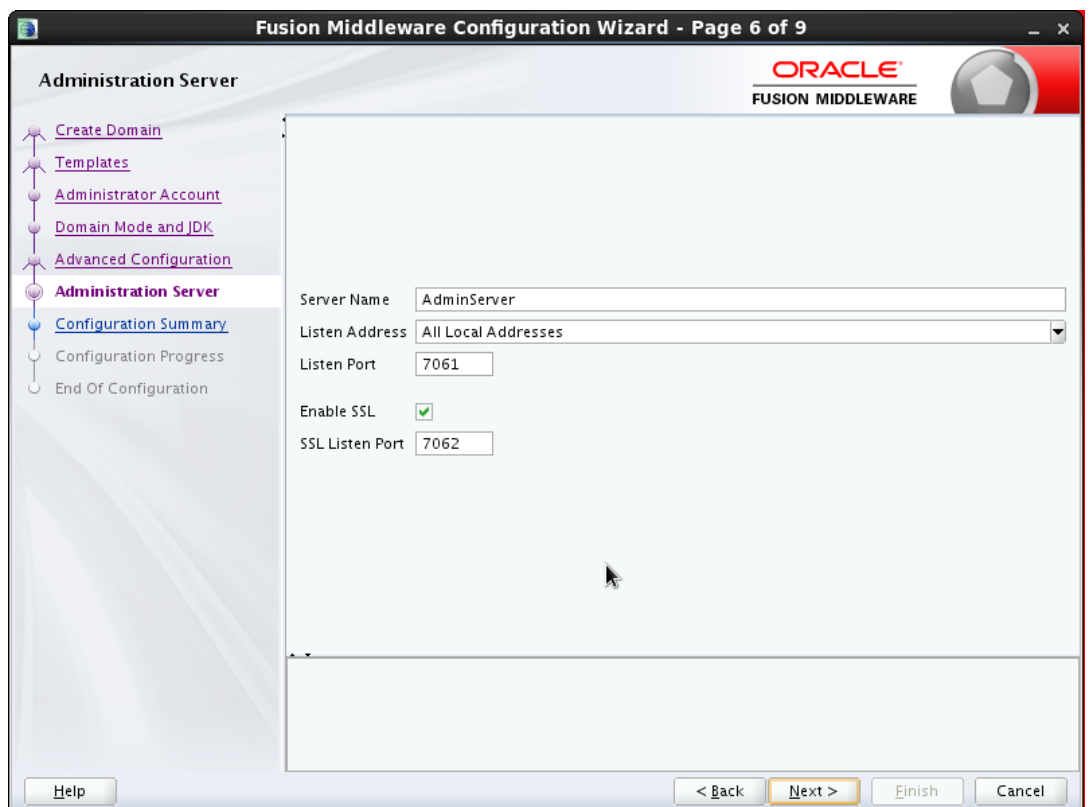 Fusion Middleware Configuration Wizard - Page 6 of 9
Administration Server
ORACLE
FUSION MIDDLEWARE
Create Domain
Templates
Administrator Account
Domain Mode and JDK
Advanced Configuration
Administration Server
Configuration Summary
Configuration Progress
End Of Configuration
Server Name AdminServer
Listen Address All Local Addresses
Listen Port 7061
Enable SSL
SSL Listen Port 7062
Help < Back Next > Finish Cancel